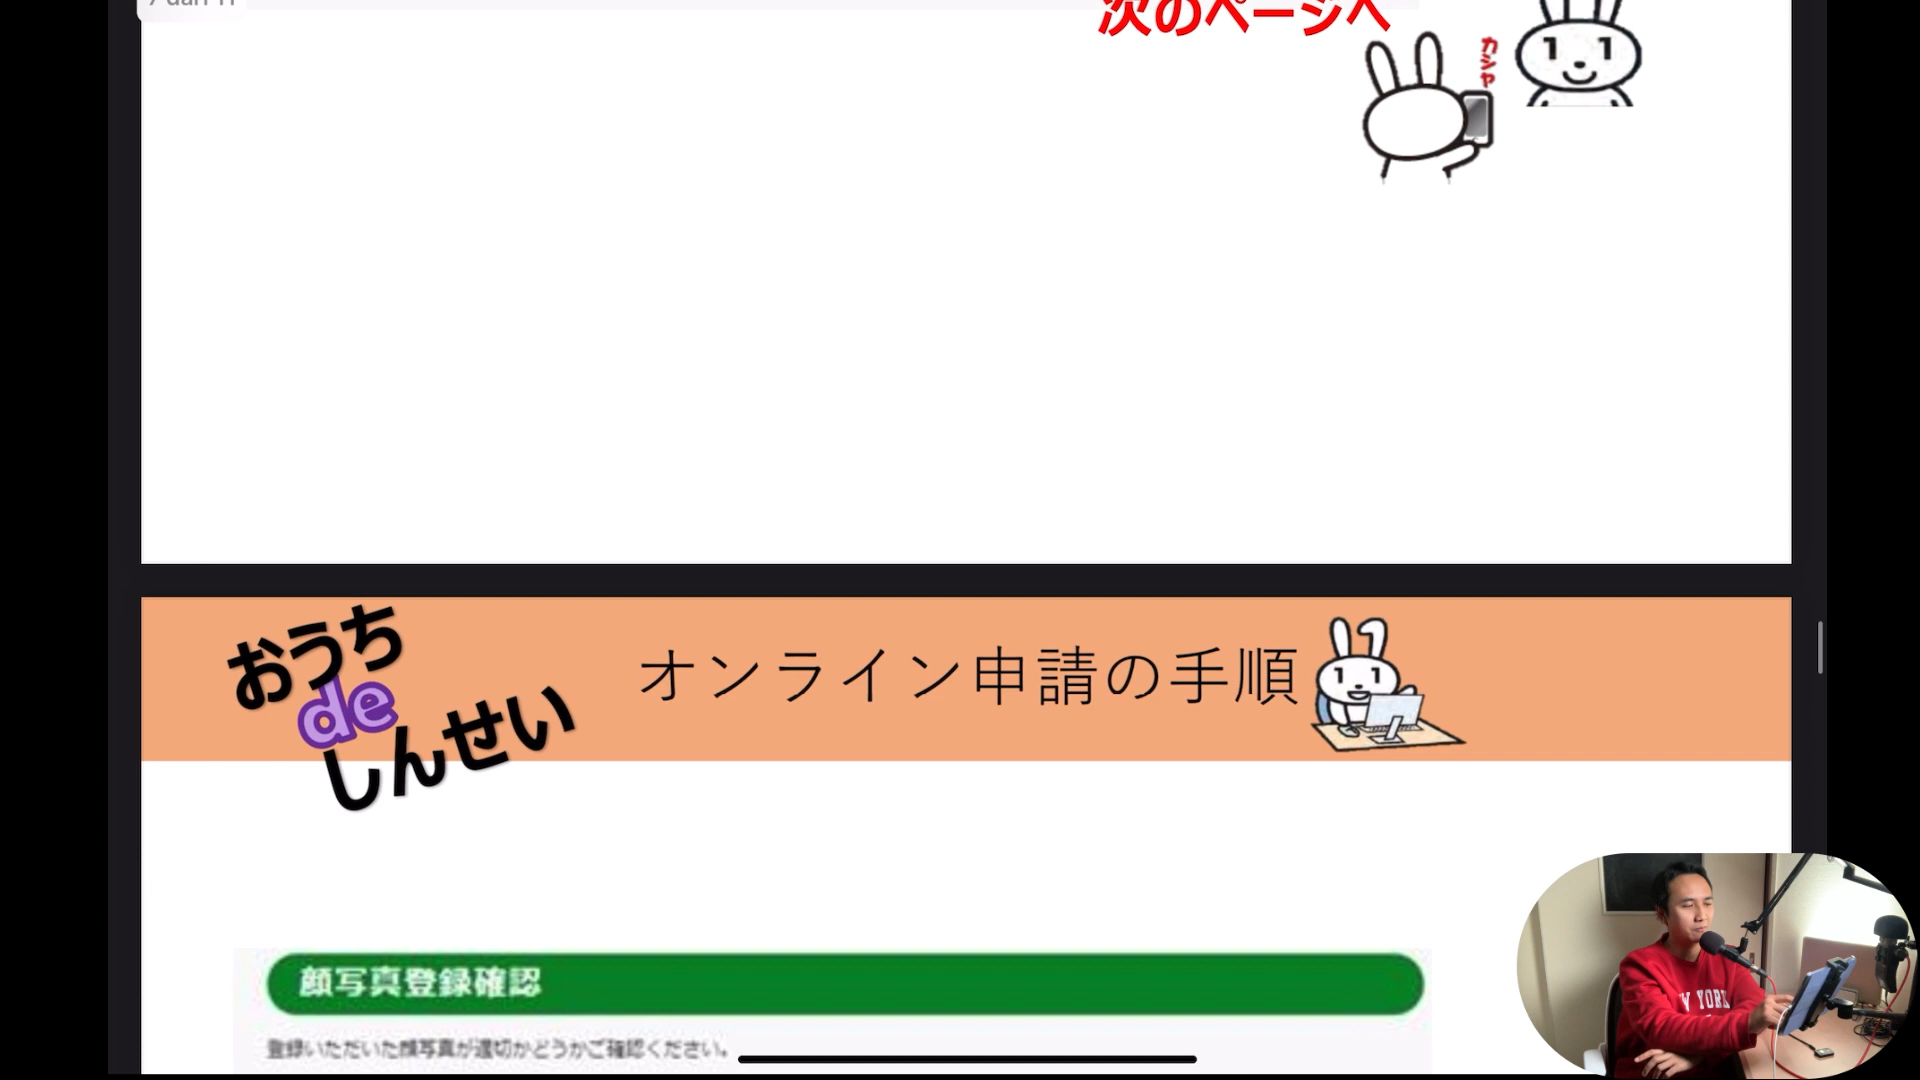 次のページへ
カシャ
おうち
de
しんせい
オンライン申請の手順
顔写真登録確認
登録いただいた顔写真が適切かどうかご確認ください。
W YORK